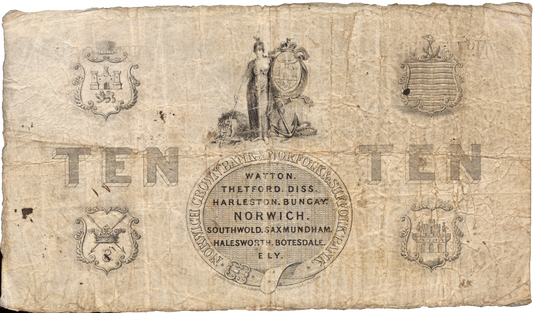 TEN
TEN
NORWICH CROWN BANK & NORFOLK & SUFFOLK BANK
WATTON.
THETFORD. DISS.
HARLESTON. BUNGAY.
NORWICH.
SOUTHWOLD. SAXMUNDHAM.
HALESWORTH. BOTESDALE.
ELY.